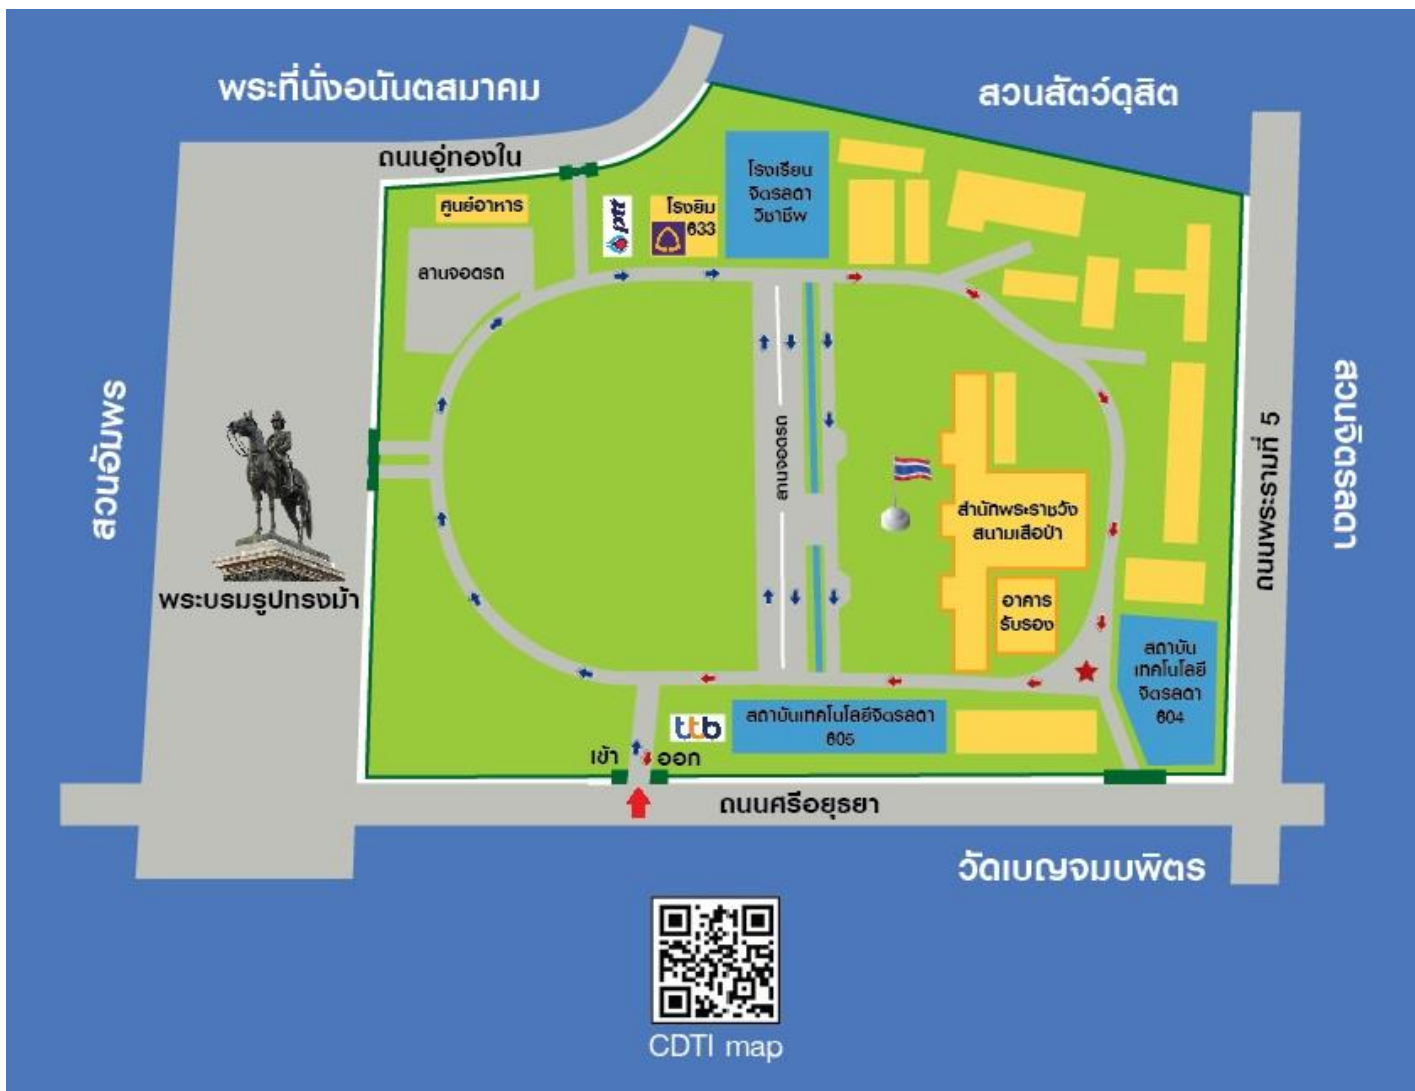 พระที่นั่งอนันตสมาคม
สวนสัตว์ดุสิต
ถนนอู่ทองใน
ศูนย์อาหาร
ptt
โรงยิม
633
โรงเรียน
จิตรลดา
วิชาชีพ
ลานจอดรถ
สวนอัมพร
พระบรมรูปทรงม้า
ลานจอดรถ
สำนักพระราชวัง
สนามเสือป่า
อาคาร
รับรอง
ถนนพระรามที่ 5
สวนจิตรลดา
สถาบัน
เทคโนโลยี
จิตรลดา
604
ttb
สถาบันเทคโนโลยีจิตรลดา
605
เข้า
ออก
ถนนศรีอยุธยา
วัดเบญจมบพิตร
CDTI map